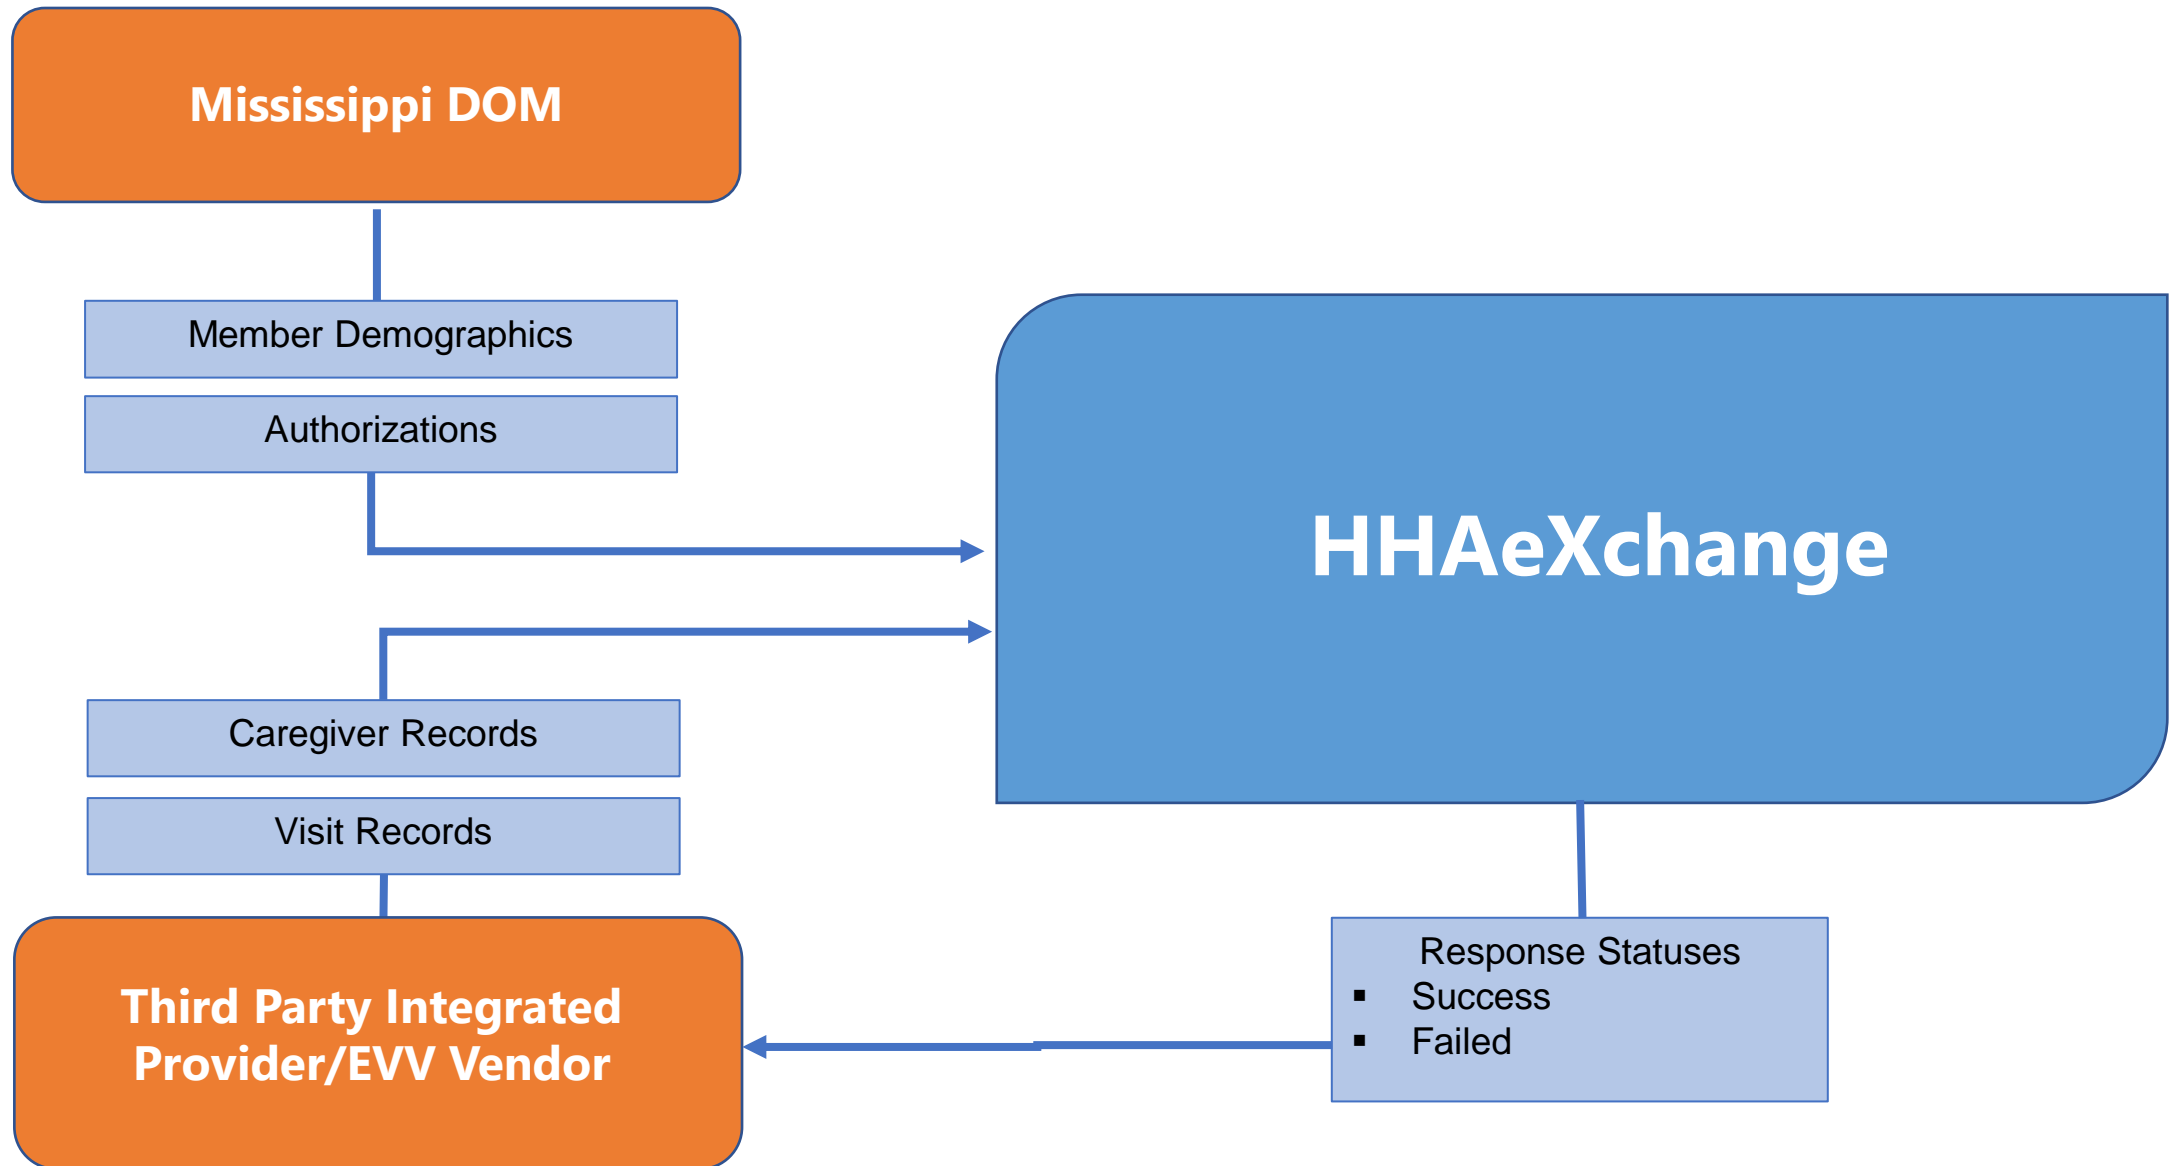 Mississippi DOM
Member Demographics
Authorizations
HHAeXchange
Caregiver Records
Visit Records
Third Party Integrated
Provider/EVV Vendor
Response Statuses
▪ Success
▪ Failed